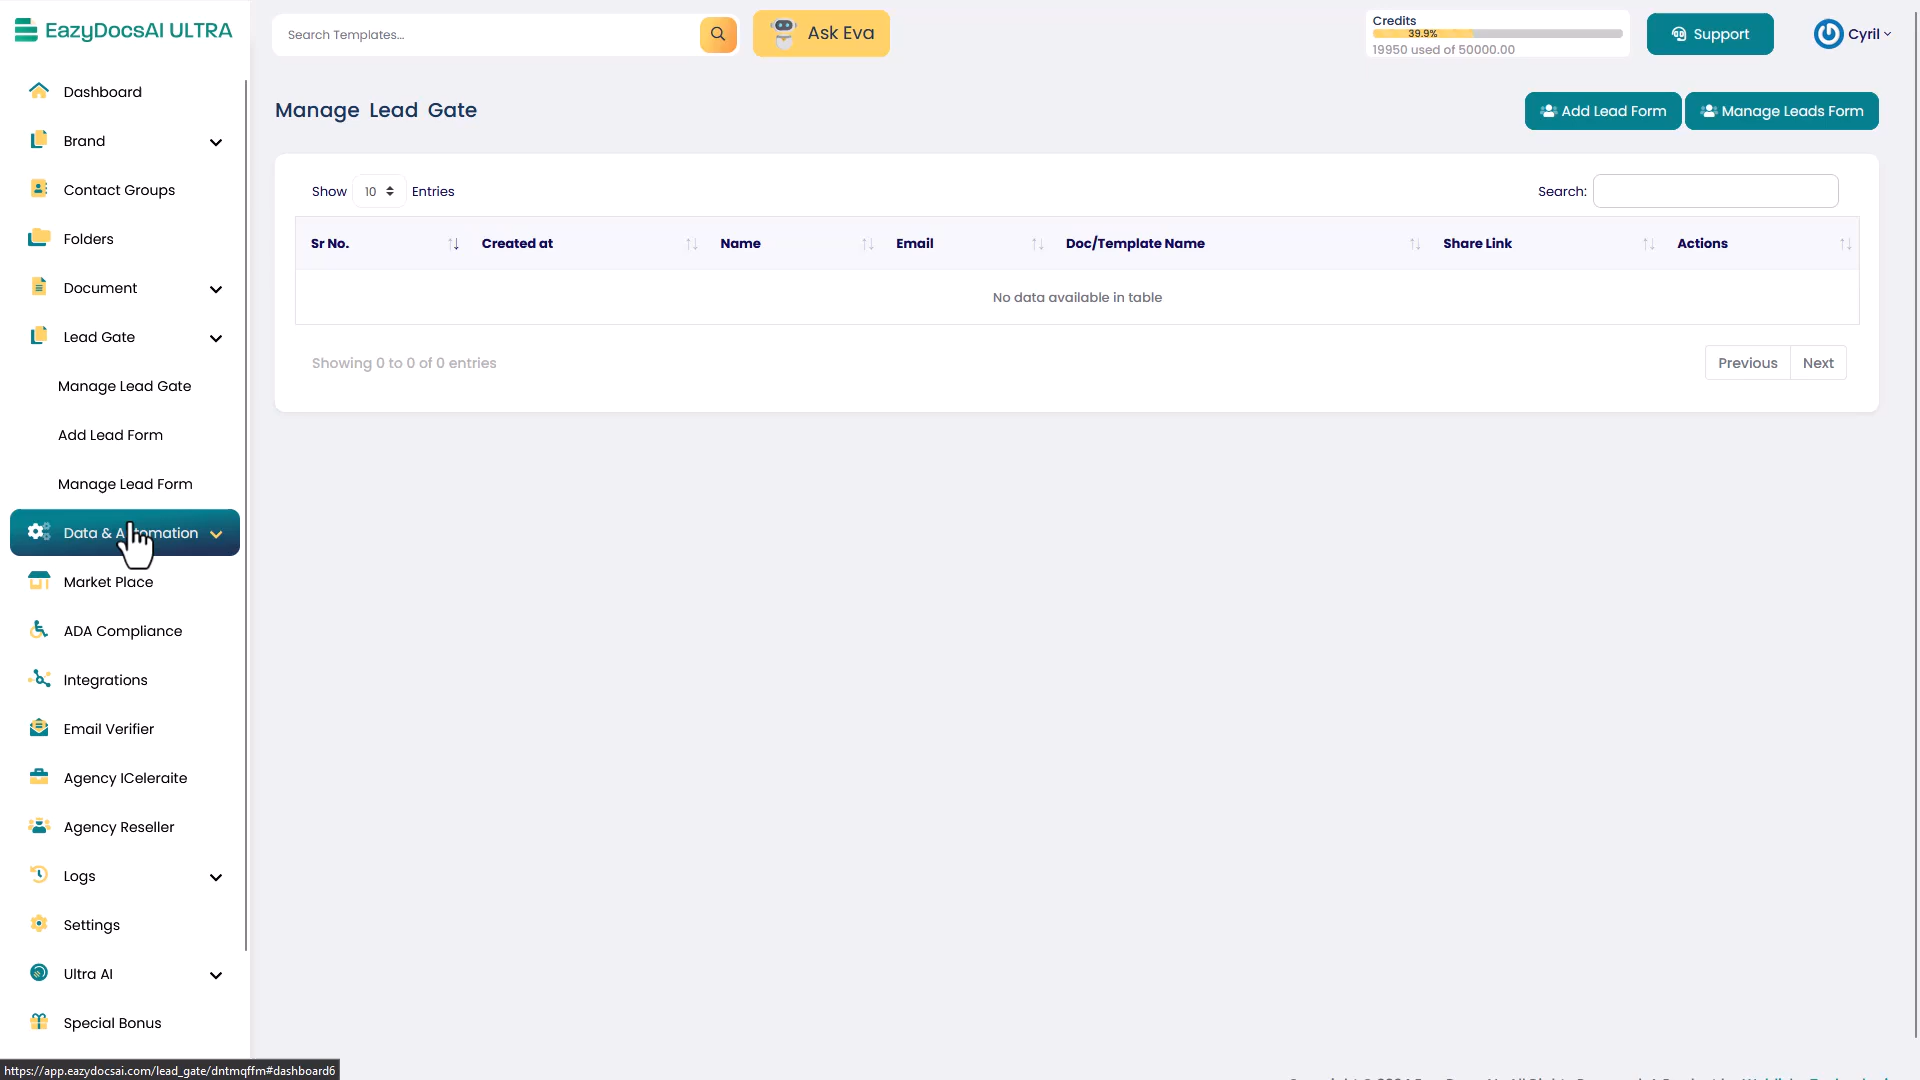 EazyDocsAI ULTRA
Search Templates...
Ask Eva
Credits
39.9%
19950 used of 50000.00
Support
Cyril
Dashboard
Brand
Contact Groups
Folders
Document
Lead Gate
Manage Lead Gate
Add Lead Form
Manage Lead Form
Data & Automation
Market Place
ADA Compliance
Integrations
Email Verifier
Agency ICeleraite
Agency Reseller
Logs
Settings
Ultra AI
Special Bonus
Manage Lead Gate
Add Lead Form
Manage Leads Form
Show 10 Entries
Search:
Sr No. Created at Name Email Doc/Template Name Share Link Actions
No data available in table
Showing 0 to 0 of 0 entries
Previous Next
https://app.eazydocsai.com/lead_gate/dntmqffm#dashboard6